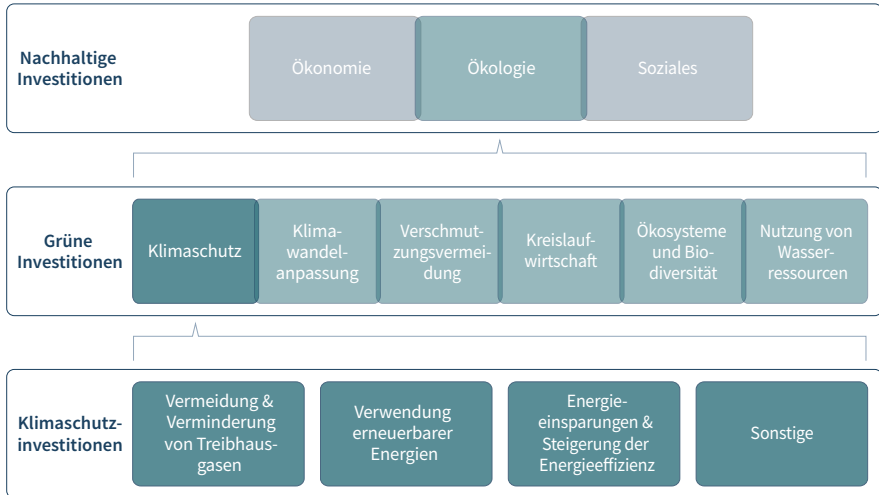 Nachhaltige
Investitionen
Ökonomie
Ökologie
Soziales
Grüne
Investitionen
Klimaschutz
Klima-
wandel-
anpassung
Verschmut-
zungsvermei-
dung
Kreislauf-
wirtschaft
Ökosysteme
und Bio-
diversität
Nutzung von
Wasser-
ressourcen
Klimaschutz-
investitionen
Vermeidung &
Verminderung
von Treibhaus-
gasen
Verwendung
erneuerbarer
Energien
Energie-
einsparungen &
Steigerung der
Energieeffizienz
Sonstige